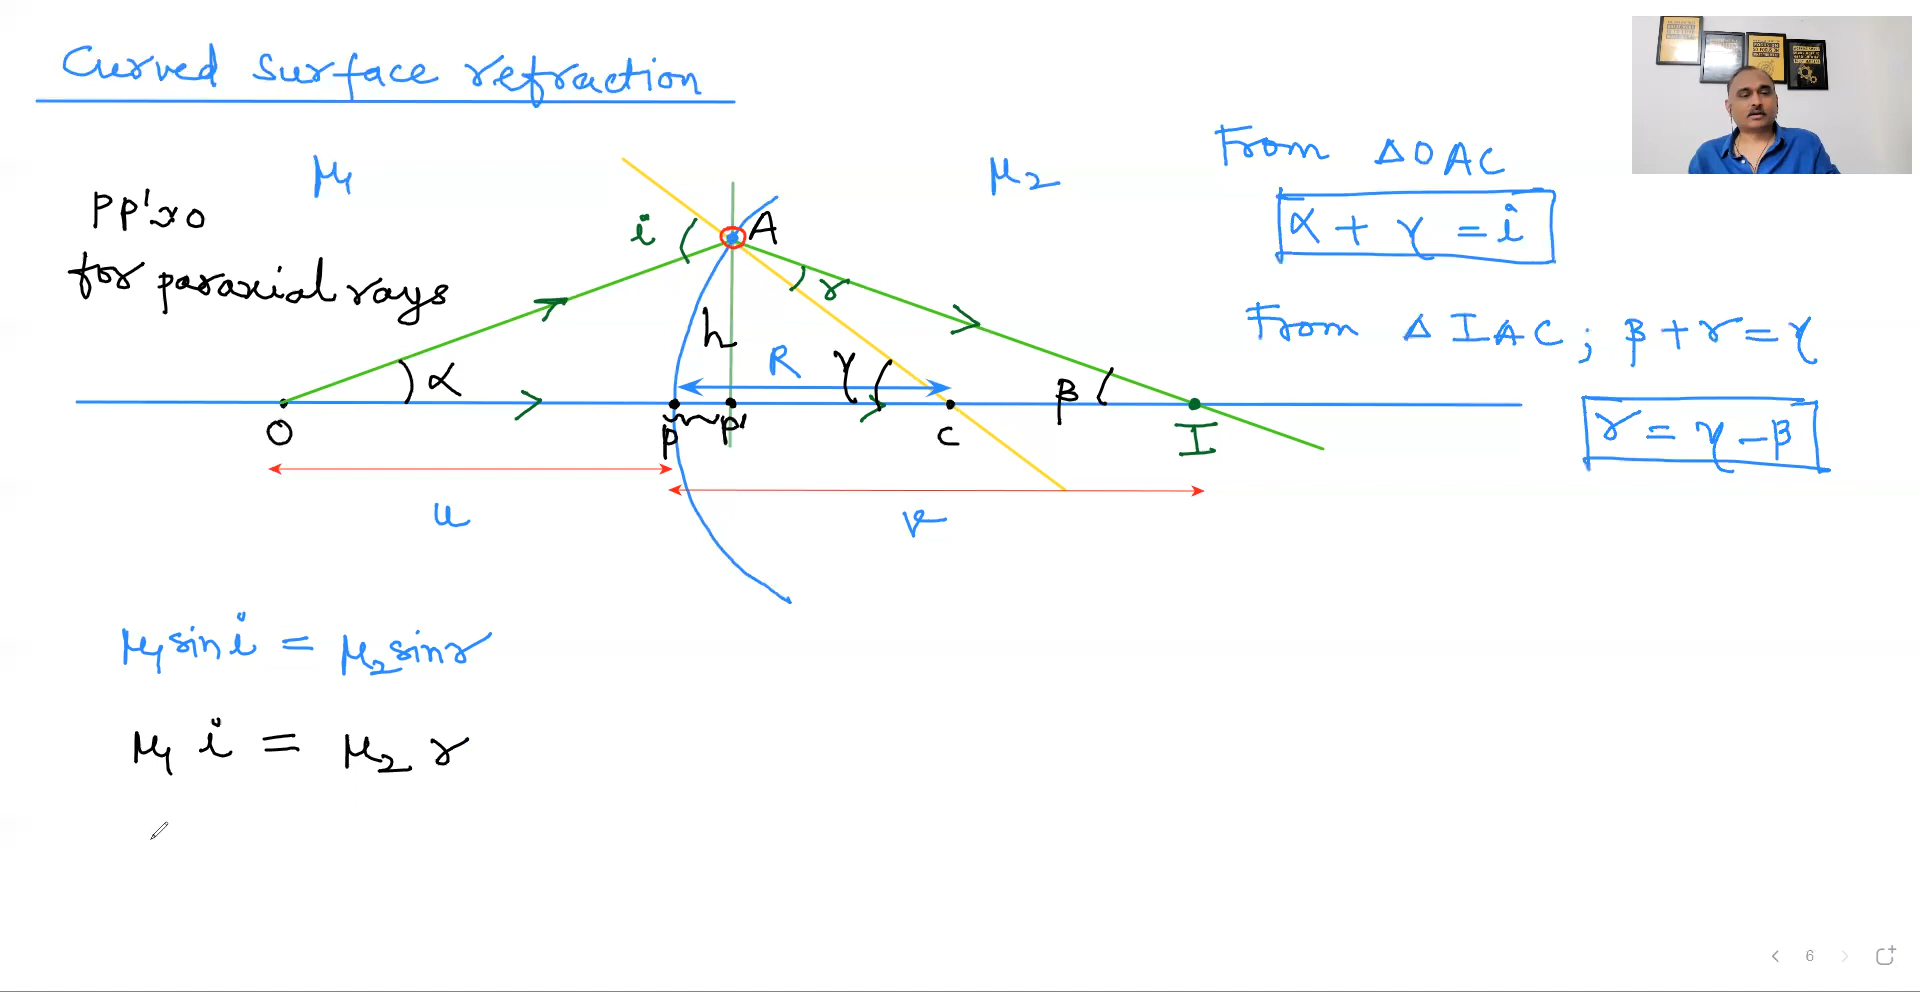 Curved surface refraction
μ1
μ2
PP'≈0
for paraxial rays
i
A
r
h
R
γ
α
β
O
P
P'
C
I
u
v
From ΔOAC
α + γ = i
From ΔIAC; β + r = γ
r = γ - β
μ1 sin i = μ2 sin r
μ1 i = μ2 r
6